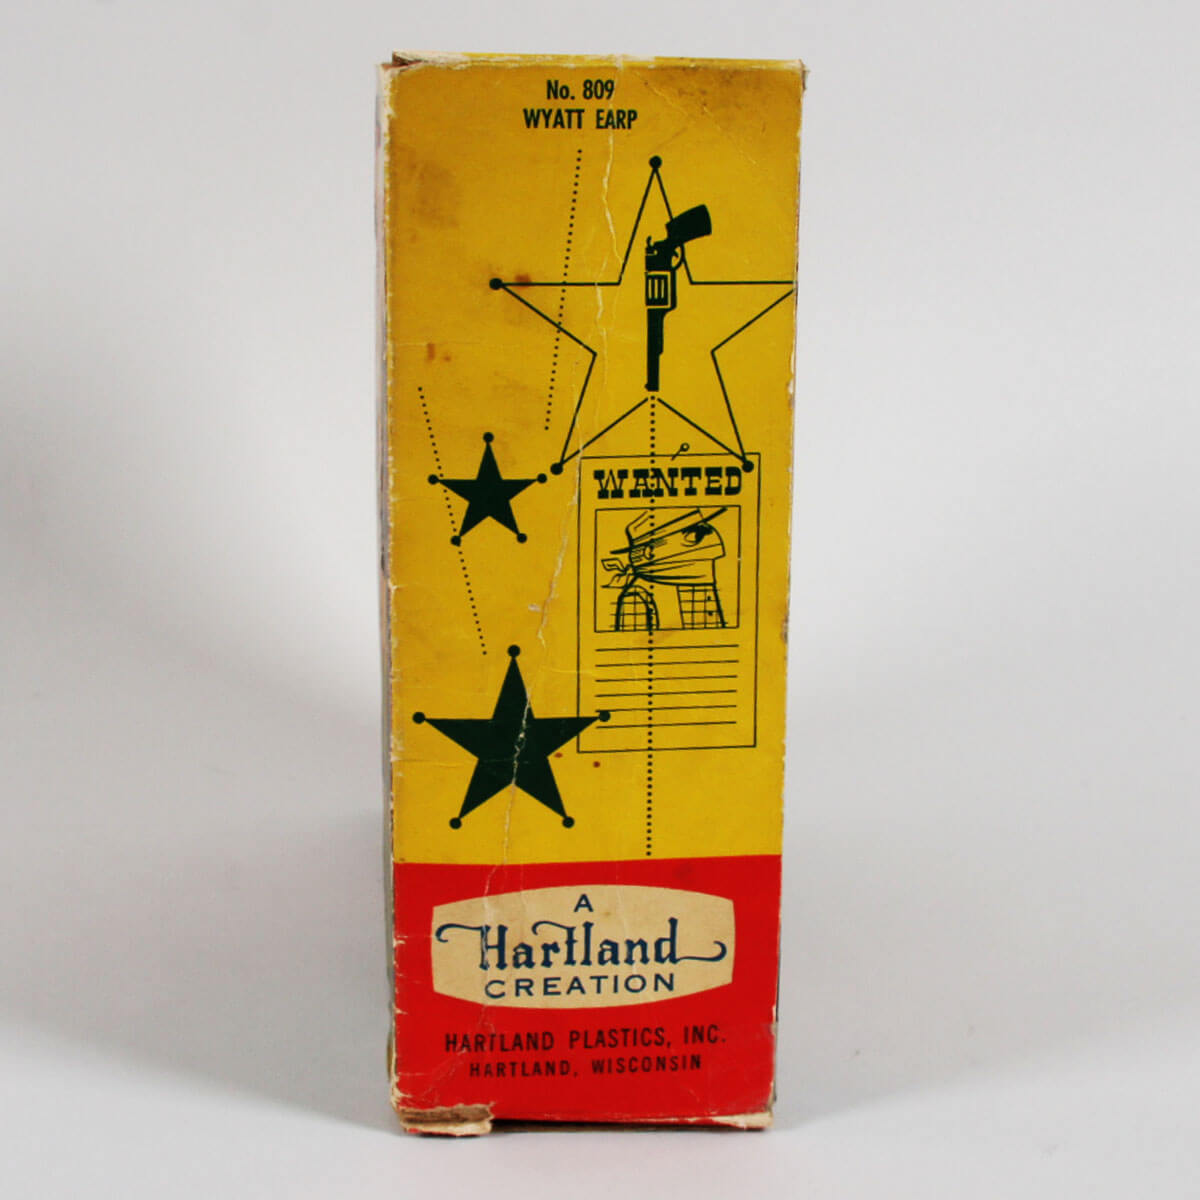 No. 809
WYATT EARP
WANTED
A
Hartland
CREATION
HARTLAND PLASTICS, INC.
HARTLAND, WISCONSIN